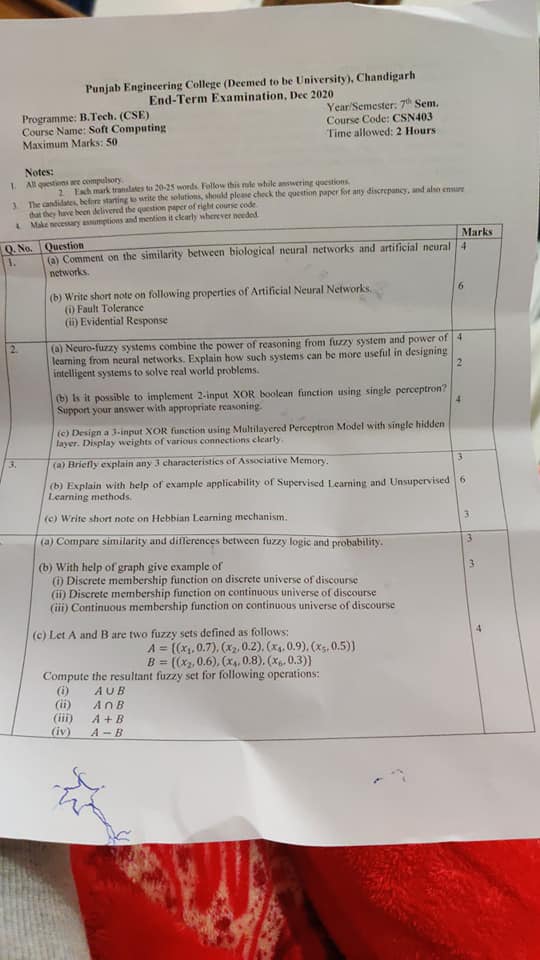 Punjab Engineering College (Deemed to be University), Chandigarh
End-Term Examination, Dec 2020
Programme: B.Tech. (CSE) Year/Semester: 7th Sem.
Course Name: Soft Computing Course Code: CSN403
Maximum Marks: 50 Time allowed: 2 Hours
Notes:
1. All questions are compulsory.
2. Each mark translates to 20-25 words. Follow this rule while answering questions.
3. The candidates, before starting to write the solutions, should please check the question paper for any discrepancy, and also ensure
that they have been delivered the question paper of right course code.
4. Make necessary assumptions and mention it clearly wherever needed.
Q. No. Question Marks
1. (a) Comment on the similarity between biological neural networks and artificial neural 4
networks.
(b) Write short note on following properties of Artificial Neural Networks. 6
(i) Fault Tolerance
(ii) Evidential Response
2. (a) Neuro-fuzzy systems combine the power of reasoning from fuzzy system and power of 4
learning from neural networks. Explain how such systems can be more useful in designing
intelligent systems to solve real world problems. 2
(b) Is it possible to implement 2-input XOR boolean function using single perceptron?
Support your answer with appropriate reasoning. 4
(c) Design a 3-input XOR function using Multilayered Perceptron Model with single hidden
layer. Display weights of various connections clearly.
3. (a) Briefly explain any 3 characteristics of Associative Memory. 3
(b) Explain with help of example applicability of Supervised Learning and Unsupervised 6
Learning methods.
(c) Write short note on Hebbian Learning mechanism. 3
(a) Compare similarity and differences between fuzzy logic and probability. 3
(b) With help of graph give example of 3
(i) Discrete membership function on discrete universe of discourse
(ii) Discrete membership function on continuous universe of discourse
(iii) Continuous membership function on continuous universe of discourse
(c) Let A and B are two fuzzy sets defined as follows: 4
A = {(x₁, 0.7), (x₂, 0.2), (x₄, 0.9), (x₅, 0.5)}
B = {(x₂, 0.6), (x₄, 0.8), (x₆, 0.3)}
Compute the resultant fuzzy set for following operations:
(i) A ∪ B
(ii) A ∩ B
(iii) A + B
(iv) A − B